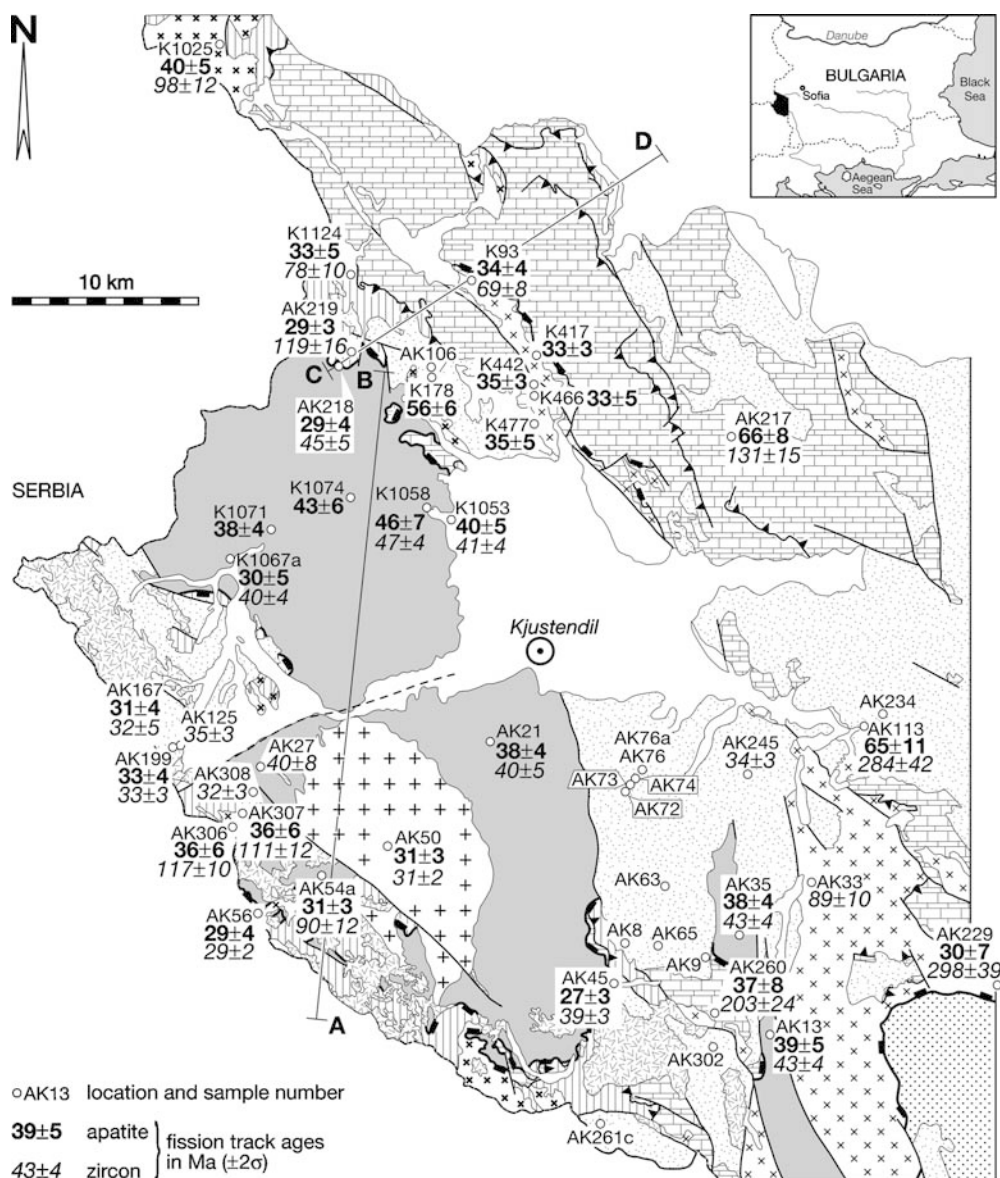 N
K1025
40±5
98±12
Danube
BULGARIA
Sofia
Black
Sea
Aegean
Sea
D
K1124
33±5
78±10
10 km
AK219
29±3
119±16
K93
34±4
69±8
K417
33±3
AK106
K442
35±3
K466 33±5
C
B
K178
56±6
AK218
29±4
45±5
K477
35±5
AK217
66±8
131±15
SERBIA
K1074
43±6
K1058
46±7
47±4
K1053
40±5
41±4
K1071
38±4
K1067a
30±5
40±4
Kjustendil
AK167
31±4
32±5
AK125
35±3
AK199
33±4
33±3
AK27
40±8
AK308
32±3
AK21
38±4
40±5
AK76a
AK76
AK73
AK74
AK72
AK245
34±3
AK234
AK113
65±11
284±42
AK307
36±6
111±12
AK306
36±6
117±10
AK50
31±3
31±2
AK54a
31±3
90±12
AK56
29±4
29±2
AK63
AK35
38±4
43±4
AK33
89±10
AK8
AK65
AK9
AK229
30±7
298±39
AK45
27±3
39±3
AK260
37±8
203±24
AK13
39±5
43±4
AK302
A
AK261c
AK13 location and sample number
39±5 apatite
43±4 zircon
fission track ages
in Ma (±2σ)